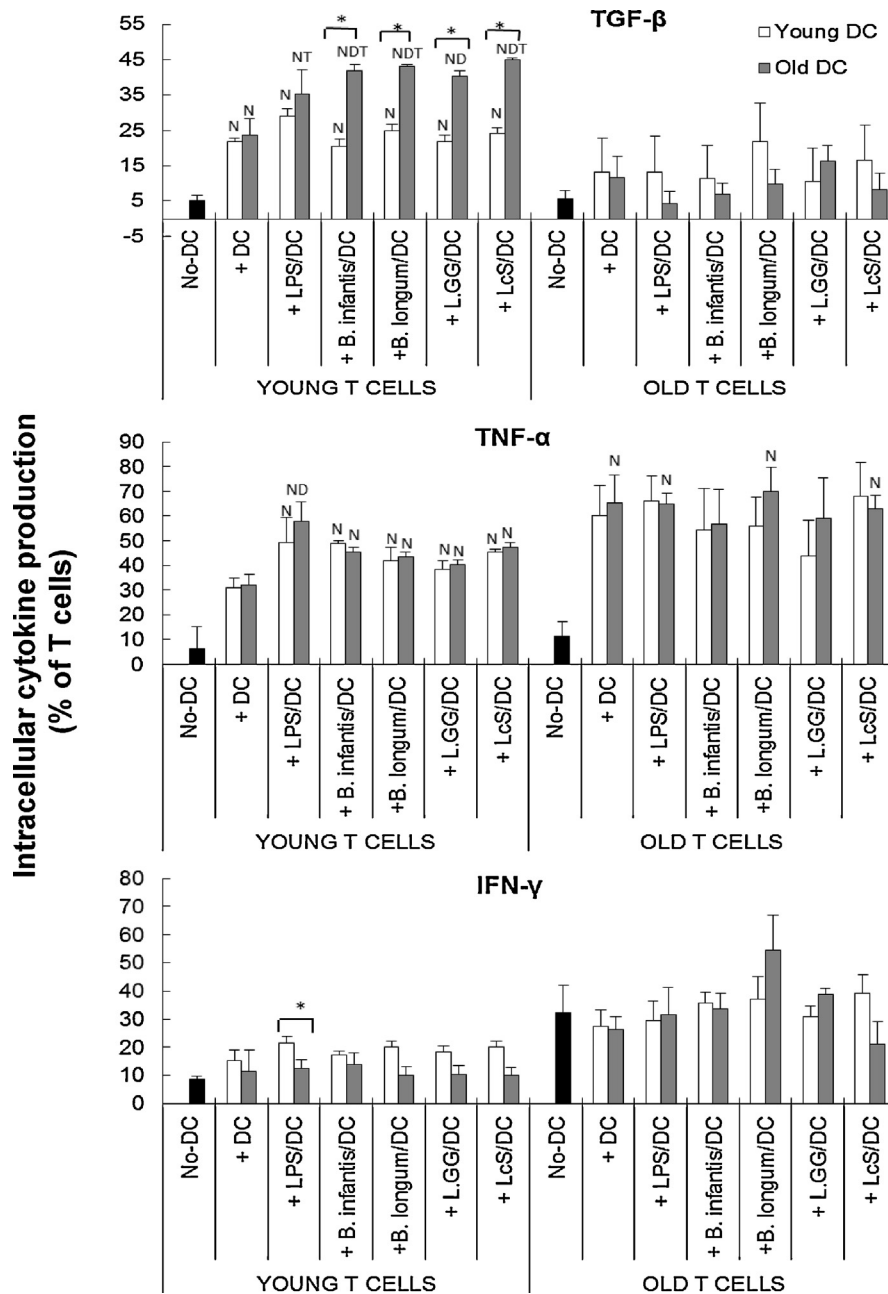 TGF-β
Young DC
Old DC
55
45
35
25
15
5
-5
N N
N NT
* N NDT
* N NDT
* N ND
* N NDT
No-DC
+ DC
+ LPS/DC
+ B. infantis/DC
+B. longum/DC
+ L.GG/DC
+ LcS/DC
No-DC
+ DC
+ LPS/DC
+ B. infantis/DC
+B. longum/DC
+ L.GG/DC
+ LcS/DC
YOUNG T CELLS
OLD T CELLS
Intracellular cytokine production
(% of T cells)
TNF-α
90
80
70
60
50
40
30
20
10
0
N ND
N N
N N
N N
N N
N
N
N
N
No-DC
+ DC
+ LPS/DC
+ B. infantis/DC
+B. longum/DC
+ L.GG/DC
+ LcS/DC
No-DC
+ DC
+ LPS/DC
+ B. infantis/DC
+B. longum/DC
+ L.GG/DC
+ LcS/DC
YOUNG T CELLS
OLD T CELLS
IFN-γ
80
70
60
50
40
30
20
10
0
*
No-DC
+ DC
+ LPS/DC
+ B. infantis/DC
+B. longum/DC
+ L.GG/DC
+ LcS/DC
No-DC
+ DC
+ LPS/DC
+ B. infantis/DC
+B. longum/DC
+ L.GG/DC
+ LcS/DC
YOUNG T CELLS
OLD T CELLS